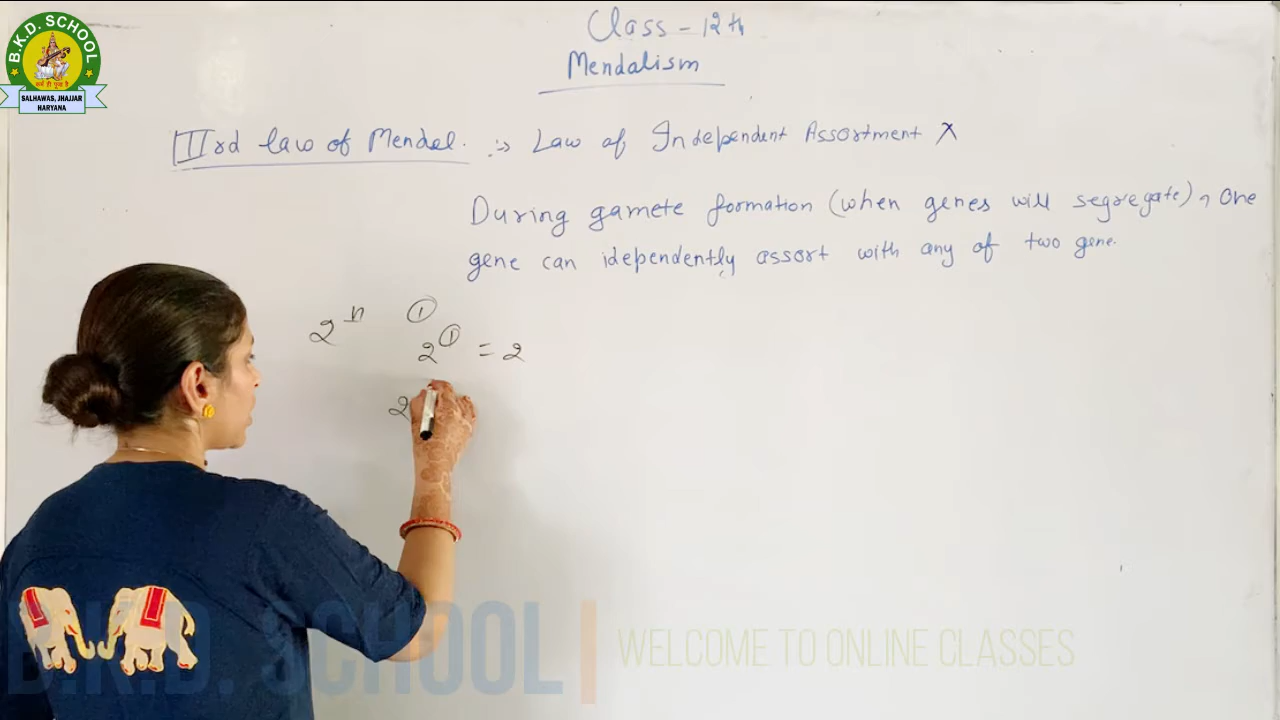 B.K.D. SCHOOL
SALHAWAS, JHAJJAR
HARYANA
Class - 12th
Mendalism
IIIrd law of Mendel. :-> Law of Independent Assortment X
During gamete formation (when genes will segregate), One
gene can idependently assort with any of two gene.
2^n ①
2^① = 2
2
B.K.D. SCHOOL | WELCOME TO ONLINE CLASSES